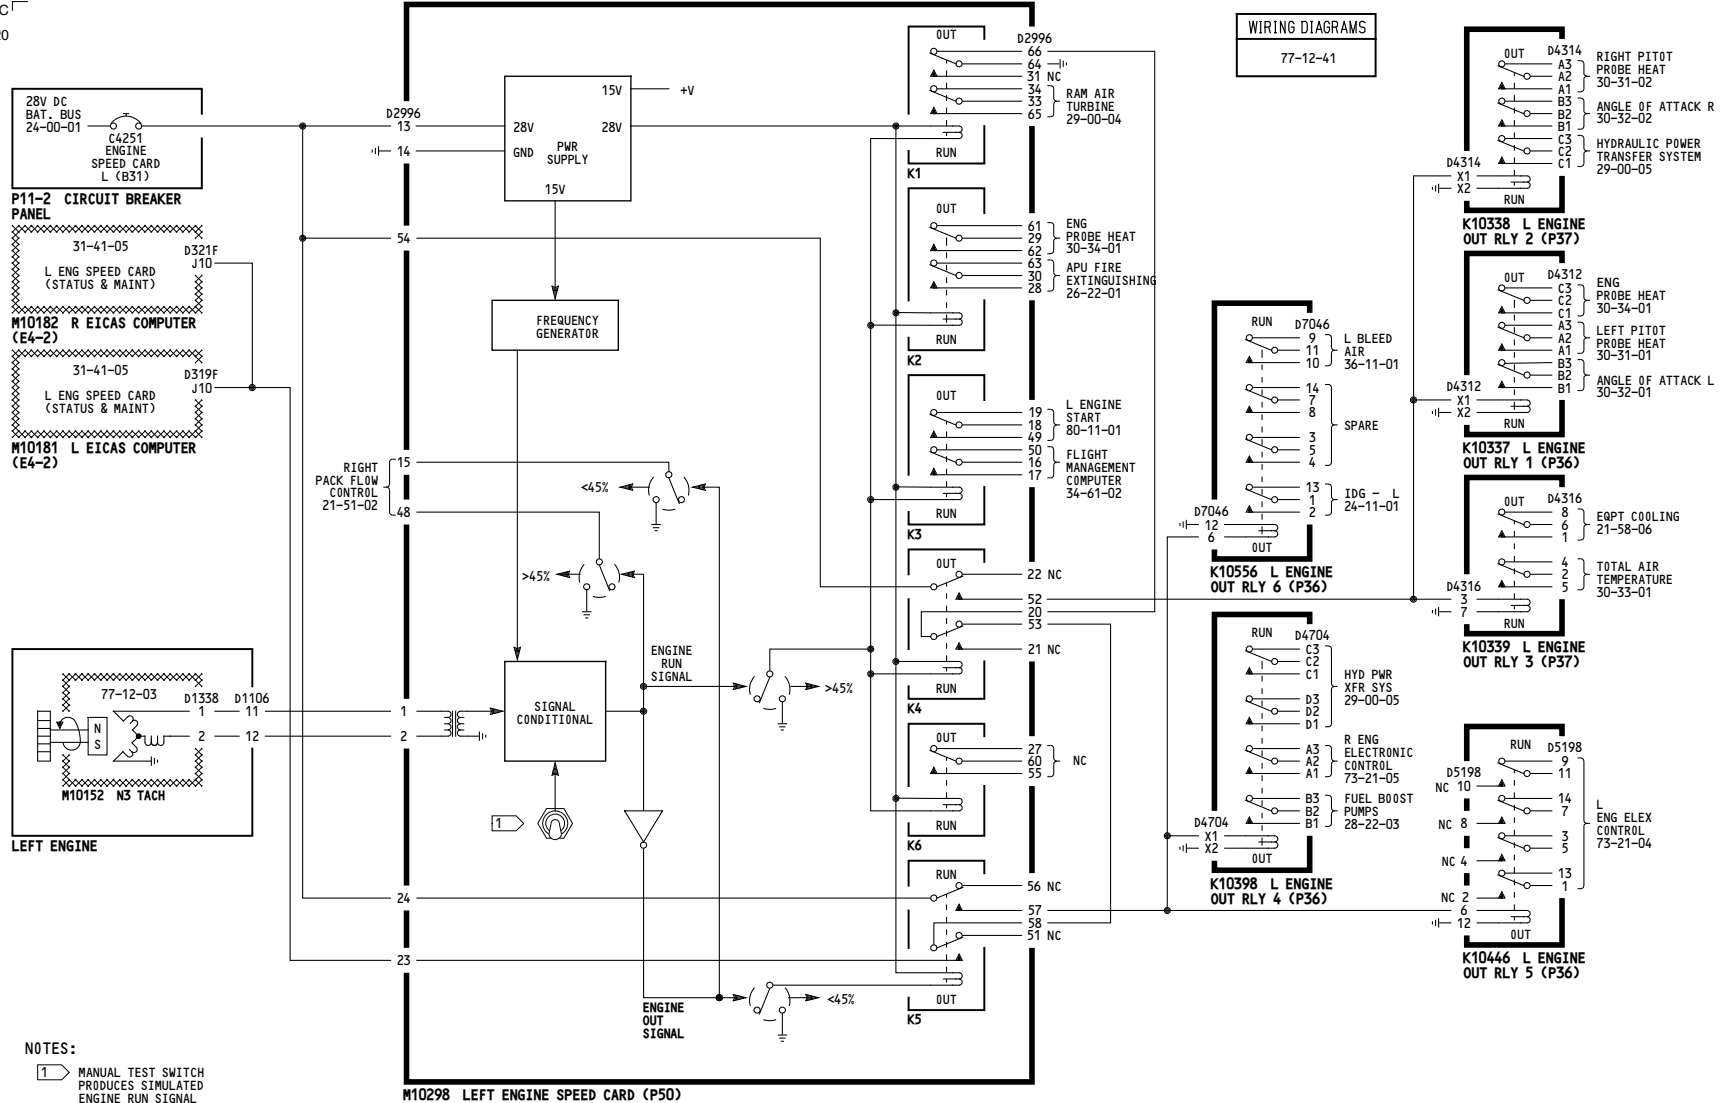 C
20
28V DC
BAT. BUS
24-00-01
C4251
ENGINE
SPEED CARD
L (B31)
P11-2 CIRCUIT BREAKER
PANEL
31-41-05
D321F
J10
L ENG SPEED CARD
(STATUS & MAINT)
M10182 R EICAS COMPUTER
(E4-2)
31-41-05
D319F
J10
L ENG SPEED CARD
(STATUS & MAINT)
M10181 L EICAS COMPUTER
(E4-2)
RIGHT
PACK FLOW
CONTROL
21-51-02
77-12-03
D1338
D1106
N
S
1
11
2
12
M10152 N3 TACH
LEFT ENGINE
NOTES:
1 MANUAL TEST SWITCH
PRODUCES SIMULATED
ENGINE RUN SIGNAL
D2996
13
14
54
15
48
1
2
24
23
15V
+V
28V
28V
GND
PWR
SUPPLY
15V
FREQUENCY
GENERATOR
<45%
>45%
ENGINE
RUN
SIGNAL
>45%
SIGNAL
CONDITIONAL
1
ENGINE
OUT
SIGNAL
<45%
M10298 LEFT ENGINE SPEED CARD (P50)
OUT
RUN
K1
D2996
66
64
31 NC
34
33
65
RAM AIR
TURBINE
29-00-04
OUT
RUN
K2
61
29
62
ENG
PROBE HEAT
30-34-01
63
30
28
APU FIRE
EXTINGUISHING
26-22-01
OUT
RUN
K3
19
18
49
L ENGINE
START
80-11-01
50
16
17
FLIGHT
MANAGEMENT
COMPUTER
34-61-02
OUT
RUN
K4
22 NC
52
20
53
21 NC
OUT
RUN
K6
27
60
55
NC
RUN
OUT
K5
56 NC
57
58
51 NC
WIRING DIAGRAMS
77-12-41
RUN
D7046
9
11
10
L BLEED
AIR
36-11-01
14
7
8
3
5
4
SPARE
13
1
2
IDG - L
24-11-01
D7046
12
6
OUT
K10556 L ENGINE
OUT RLY 6 (P36)
RUN
D4704
C3
C2
C1
D3
D2
D1
HYD PWR
XFR SYS
29-00-05
A3
A2
A1
R ENG
ELECTRONIC
CONTROL
73-21-05
B3
B2
B1
FUEL BOOST
PUMPS
28-22-03
D4704
X1
X2
OUT
K10398 L ENGINE
OUT RLY 4 (P36)
OUT
D4314
A3
A2
A1
RIGHT PITOT
PROBE HEAT
30-31-02
B3
B2
B1
ANGLE OF ATTACK R
30-32-02
C3
C2
C1
HYDRAULIC POWER
TRANSFER SYSTEM
29-00-05
D4314
X1
X2
RUN
K10338 L ENGINE
OUT RLY 2 (P37)
OUT
D4312
C3
C2
C1
ENG
PROBE HEAT
30-34-01
A3
A2
A1
LEFT PITOT
PROBE HEAT
30-31-01
B3
B2
B1
ANGLE OF ATTACK L
30-32-01
D4312
X1
X2
RUN
K10337 L ENGINE
OUT RLY 1 (P36)
OUT
D4316
8
6
1
EQPT COOLING
21-58-06
4
2
5
TOTAL AIR
TEMPERATURE
30-33-01
D4316
3
7
RUN
K10339 L ENGINE
OUT RLY 3 (P37)
RUN
D5198
9
11
D5198
NC 10
14
7
NC 8
3
5
NC 4
13
1
NC 2
6
12
L
ENG ELEX
CONTROL
73-21-04
OUT
K10446 L ENGINE
OUT RLY 5 (P36)